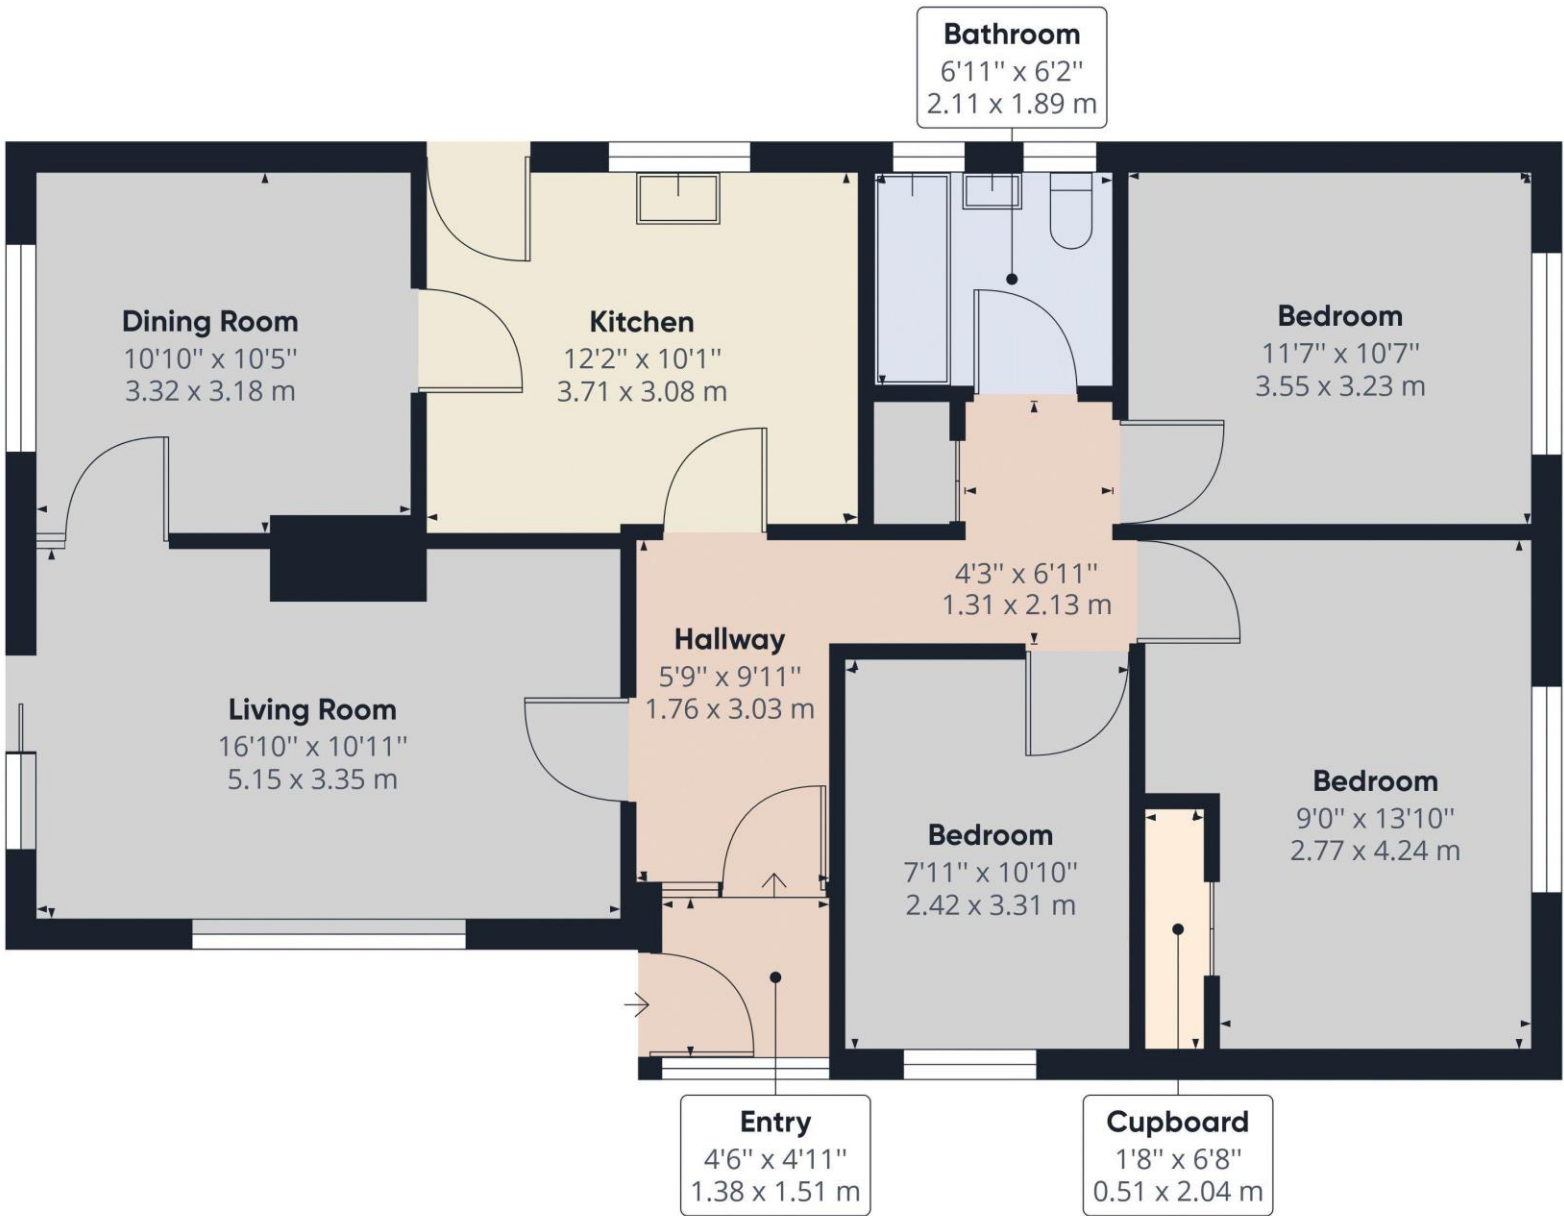 Bathroom
6'11'' x 6'2''
2.11 x 1.89 m
Dining Room
10'10'' x 10'5''
3.32 x 3.18 m
Kitchen
12'2'' x 10'1''
3.71 x 3.08 m
Bedroom
11'7'' x 10'7''
3.55 x 3.23 m
4'3'' x 6'11''
1.31 x 2.13 m
Hallway
5'9'' x 9'11''
1.76 x 3.03 m
Living Room
16'10'' x 10'11''
5.15 x 3.35 m
Bedroom
7'11'' x 10'10''
2.42 x 3.31 m
Bedroom
9'0'' x 13'10''
2.77 x 4.24 m
Entry
4'6'' x 4'11''
1.38 x 1.51 m
Cupboard
1'8'' x 6'8''
0.51 x 2.04 m